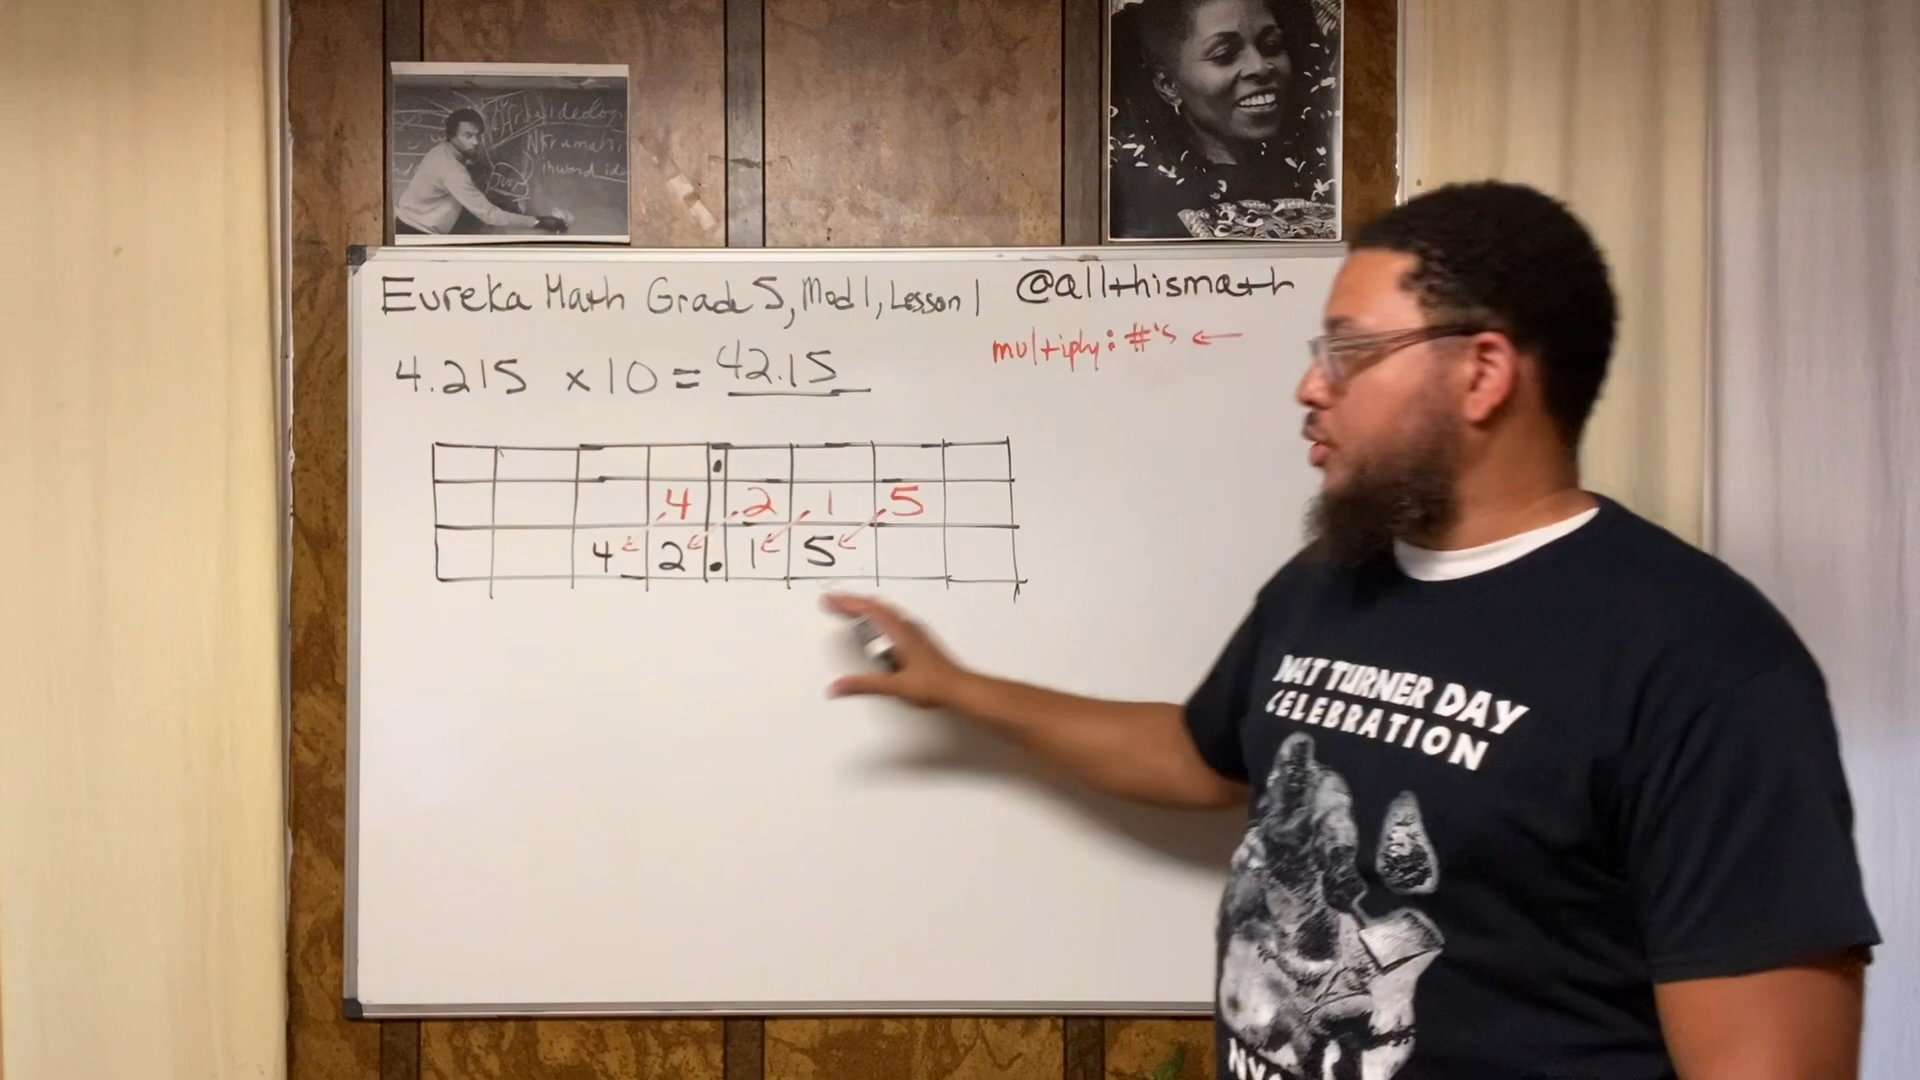 Eureka Math Grade 5, Mod 1, Lesson 1
@allthismath
multiply: #'s ←
4.215 x 10 = 42.15
.
4 2 1 5
4 2 . 1 5
NAT TURNER DAY
CELEBRATION